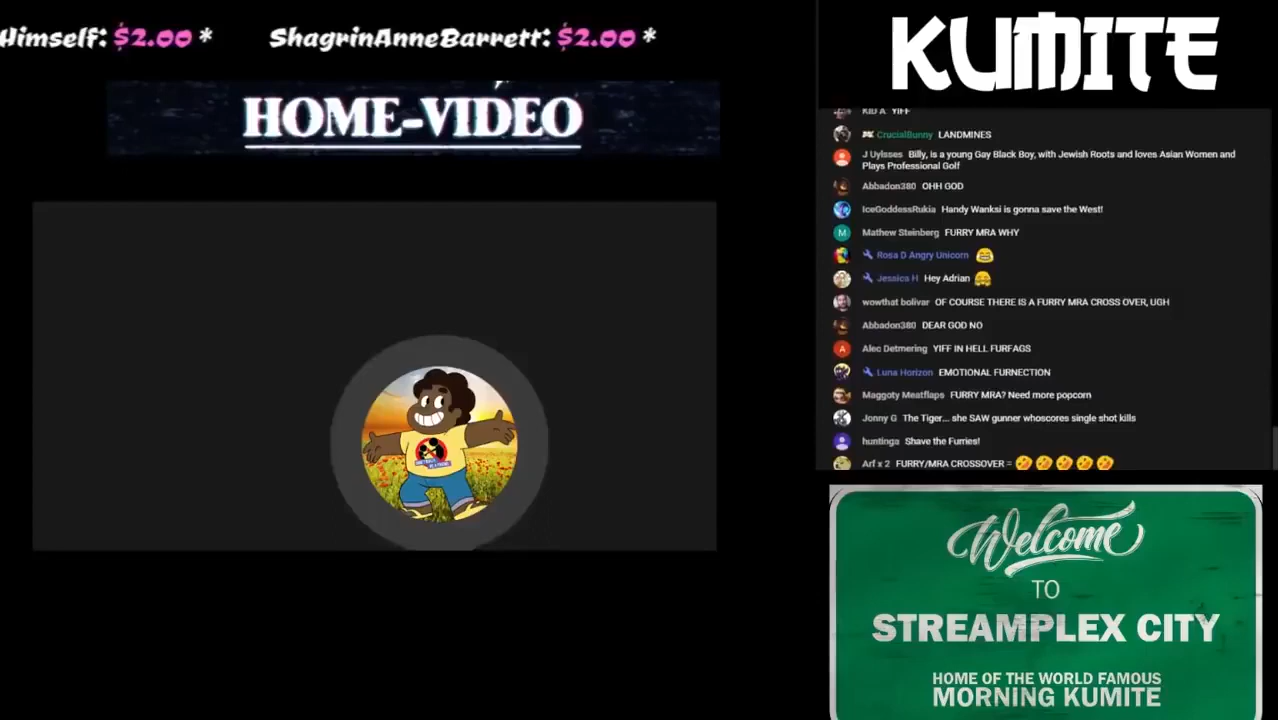 Himself: $2.00 *
ShagrinAnneBarrett: $2.00 *
HOME-VIDEO
KUMITE
KID A YIFF
CrucialBunny LANDMINES
J Uylsses Billy, is a young Gay Black Boy, with Jewish Roots and loves Asian Women and
Plays Professional Golf
Abbadon380 OHH GOD
IceGoddessRukia Handy Wanksi is gonna save the West!
M
Mathew Steinberg FURRY MRA WHY
Rosa D Angry Unicorn 😁
Jessica H Hey Adrian 🤗
wowthat bolivar OF COURSE THERE IS A FURRY MRA CROSS OVER, UGH
Abbadon380 DEAR GOD NO
A
Alec Detmering YIFF IN HELL FURFAGS
Luna Horizon EMOTIONAL FURNECTION
Maggoty Meatflaps FURRY MRA? Need more popcorn
Jonny G The Tiger... she SAW gunner whoscores single shot kills
huntinga Shave the Furries!
Arf x 2 FURRY/MRA CROSSOVER = 🤣🤣🤣🤣🤣
Welcome
TO
STREAMPLEX CITY
HOME OF THE WORLD FAMOUS
MORNING KUMITE